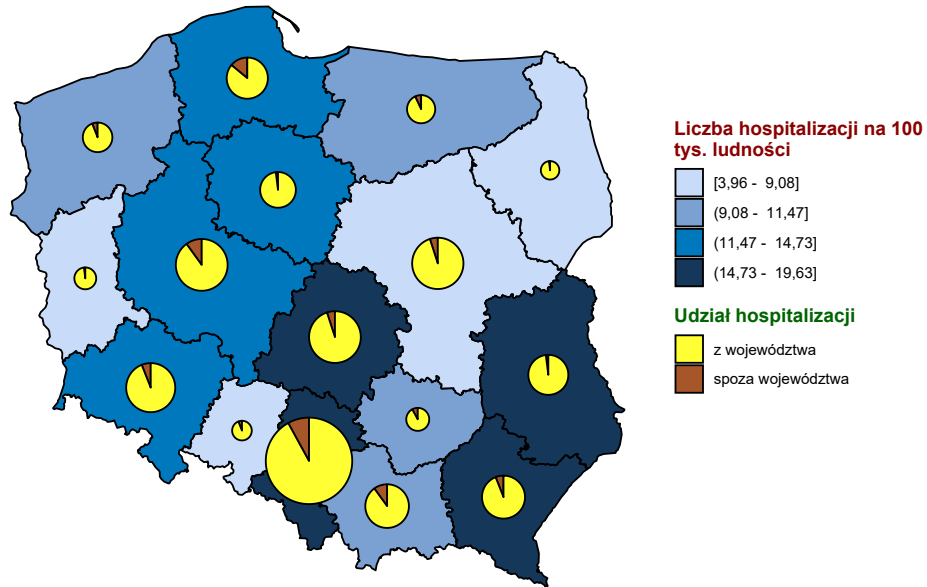 Liczba hospitalizacji na 100
tys. ludności
[3,96 - 9,08]
(9,08 - 11,47]
(11,47 - 14,73]
(14,73 - 19,63]
Udział hospitalizacji
z województwa
spoza województwa